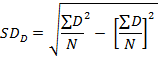 SD_D = √(ΣD²/N − [ΣD/N]²)